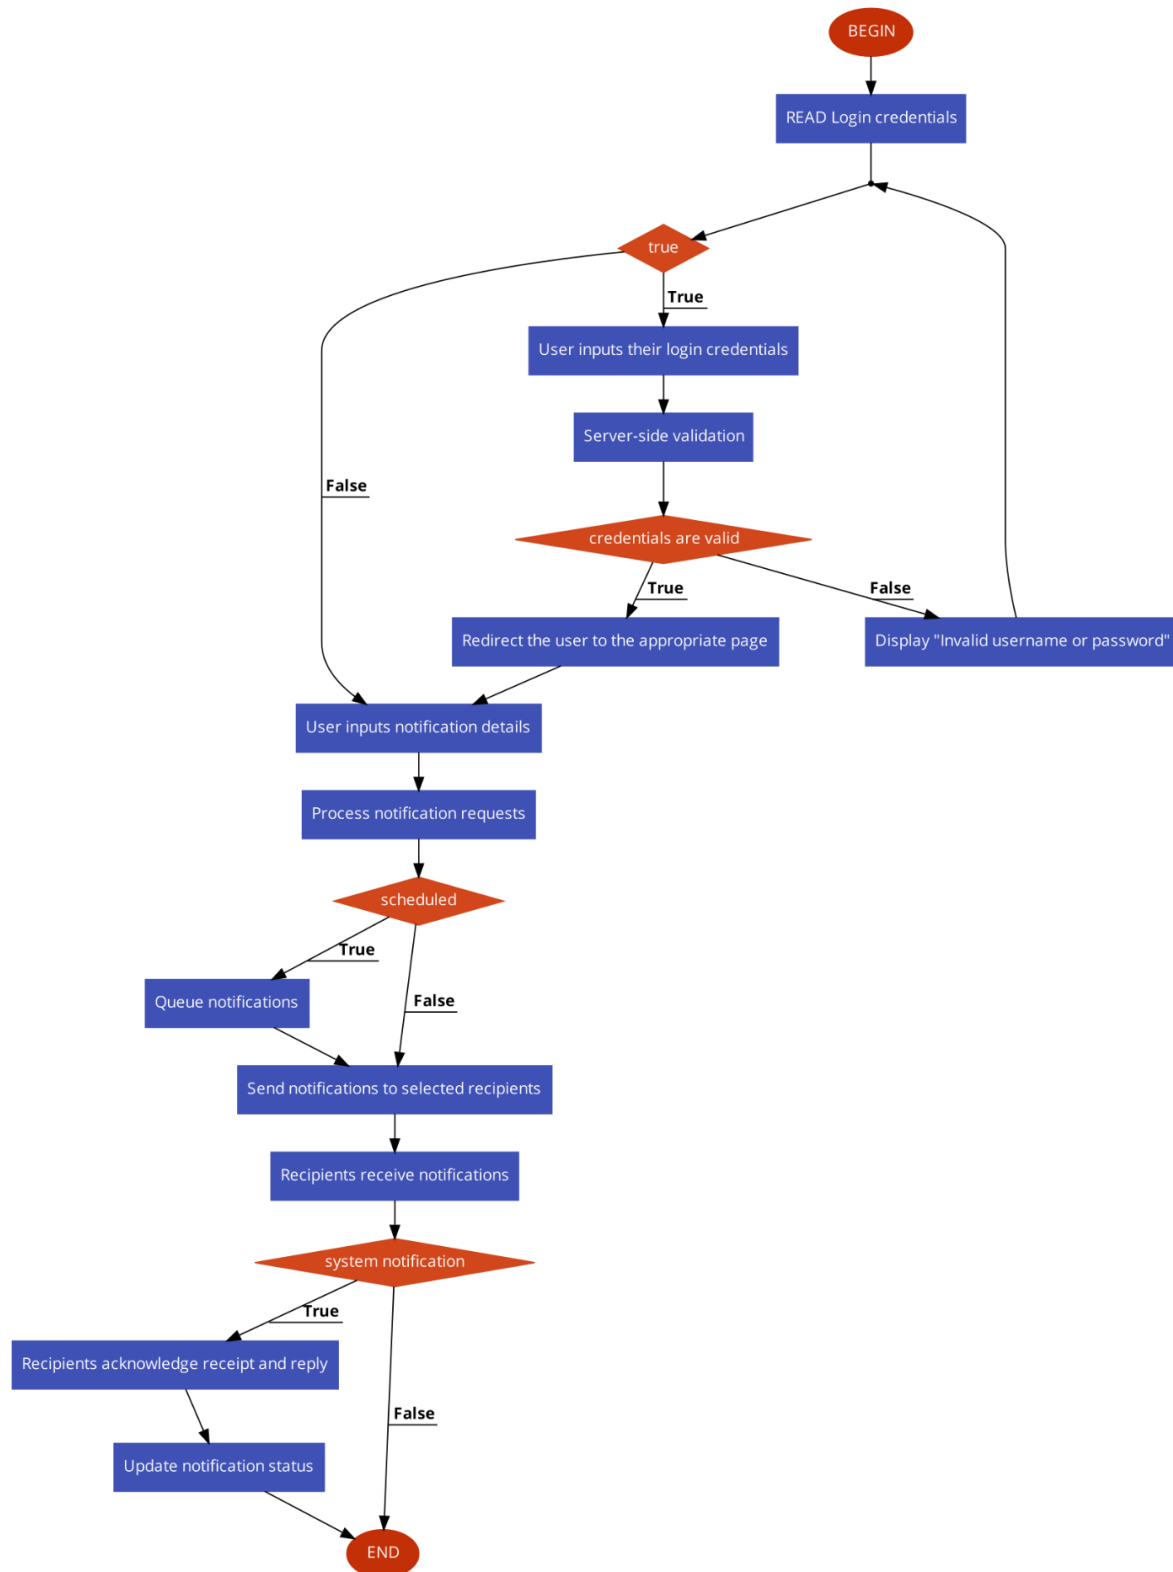 BEGIN
READ Login credentials
true
True
User inputs their login credentials
Server-side validation
False
credentials are valid
True
False
Redirect the user to the appropriate page
Display "Invalid username or password"
User inputs notification details
Process notification requests
scheduled
True
Queue notifications
False
Send notifications to selected recipients
Recipients receive notifications
system notification
True
Recipients acknowledge receipt and reply
False
Update notification status
END